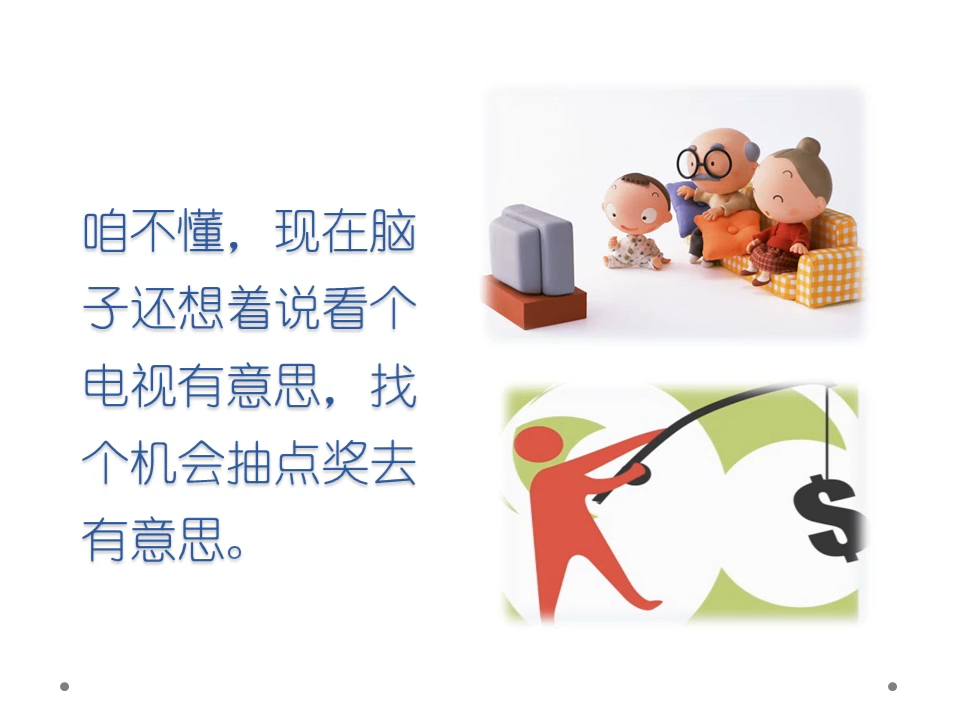 咱不懂，现在脑
子还想着说看个
电视有意思，找
个机会抽点奖去
有意思。
$